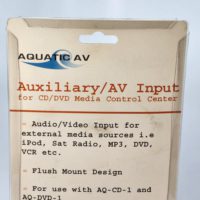 AQUATIC AV
Auxiliary/AV Input
for CD/DVD Media Control Center
– Audio/Video Input for
external media sources i.e
iPod, Sat Radio, MP3, DVD,
VCR etc.
– Flush Mount Design
– For use with AQ-CD-1 and
AQ-DVD-1